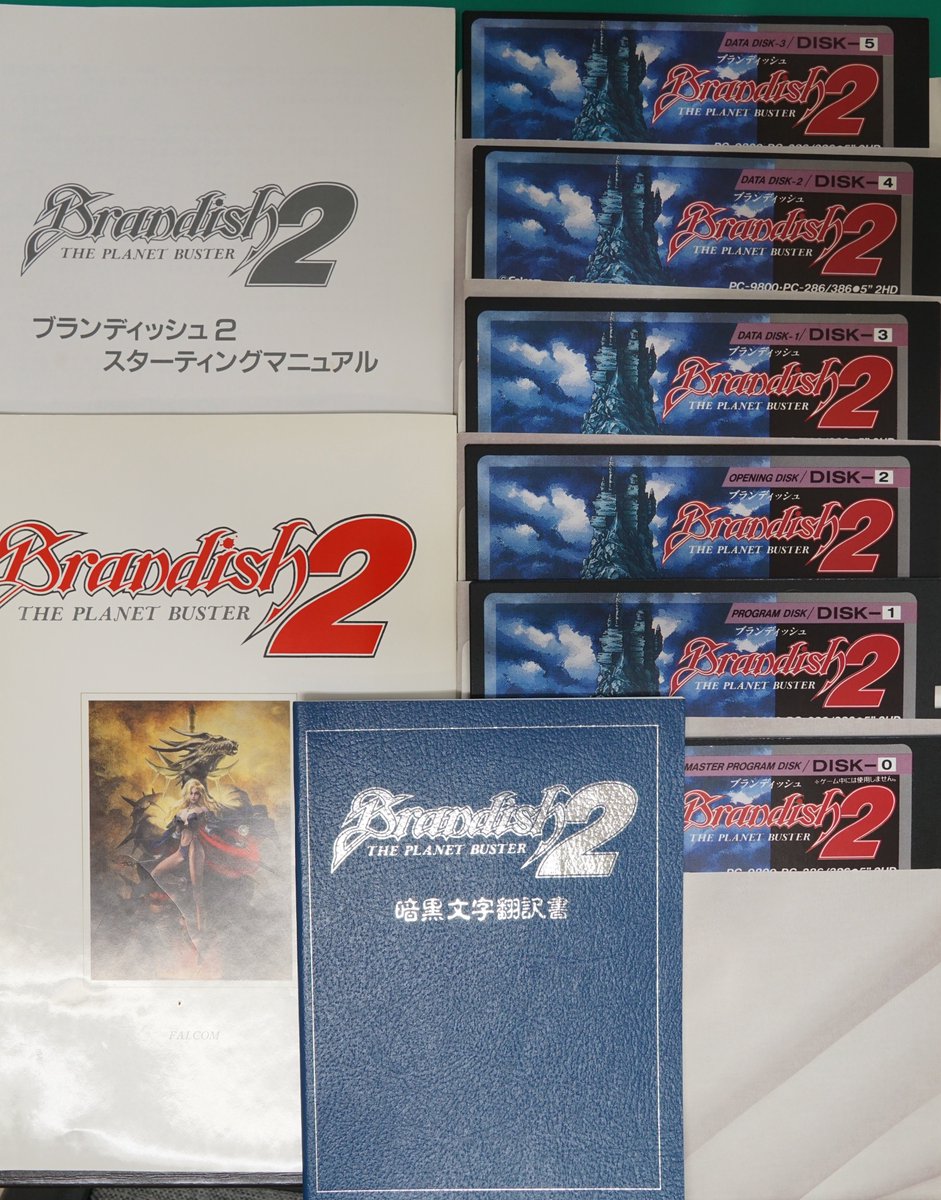 Brandish 2
THE PLANET BUSTER
ブランディッシュ2
スターティングマニュアル
Brandish 2
THE PLANET BUSTER
FALCOM
Brandish 2
THE PLANET BUSTER
暗黒文字翻訳書
DATA DISK-3/DISK-5
ブランディッシュ
Brandish 2
THE PLANET BUSTER
DATA DISK-2/DISK-4
ブランディッシュ
Brandish 2
THE PLANET BUSTER
PC-9800・PC-286/386●5" 2HD
DATA DISK-1/DISK-3
ブランディッシュ
Brandish 2
THE PLANET BUSTER
OPENING DISK/DISK-2
ブランディッシュ
Brandish 2
THE PLANET BUSTER
PROGRAM DISK/DISK-1
ブランディッシュ
Brandish 2
THE PLANET BUSTER
MASTER PROGRAM DISK/DISK-0
ブランディッシュ ※ゲーム中には使用しません。
Brandish 2
THE PLANET BUSTER